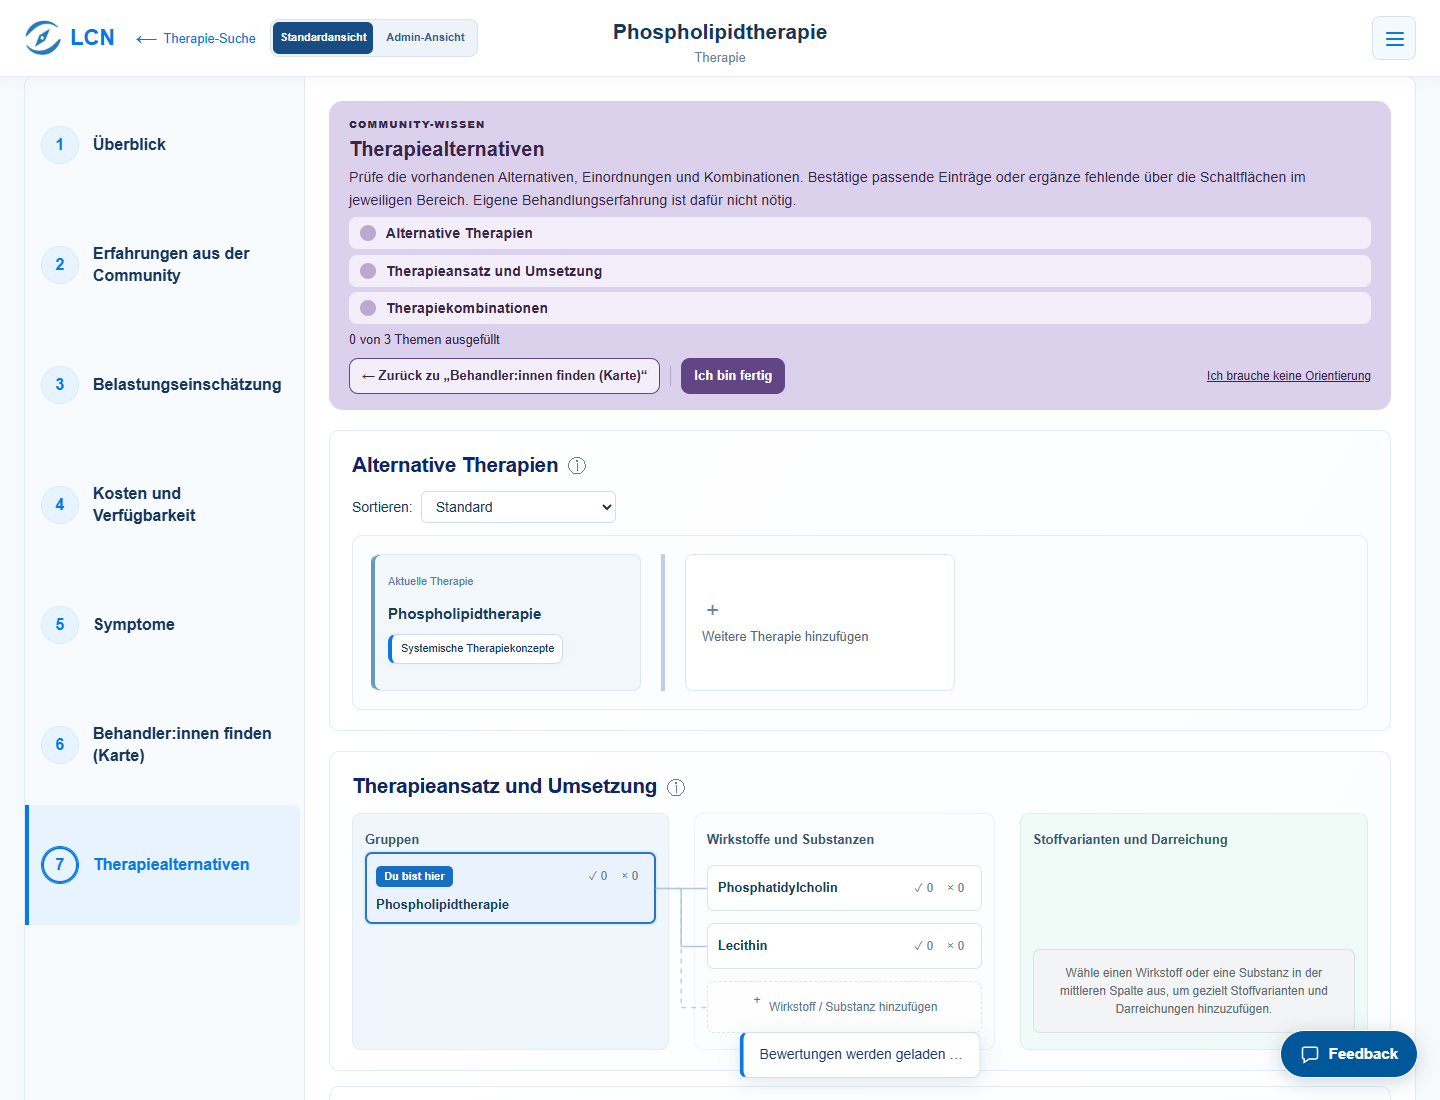 LCN
← Therapie-Suche
Standardansicht
Admin-Ansicht
Phospholipidtherapie
Therapie
1
Überblick
2
Erfahrungen aus der
Community
3
Belastungseinschätzung
4
Kosten und
Verfügbarkeit
5
Symptome
6
Behandler:innen finden
(Karte)
7
Therapiealternativen
COMMUNITY-WISSEN
Therapiealternativen
Prüfe die vorhandenen Alternativen, Einordnungen und Kombinationen. Bestätige passende Einträge oder ergänze fehlende über die Schaltflächen im
jeweiligen Bereich. Eigene Behandlungserfahrung ist dafür nicht nötig.
Alternative Therapien
Therapieansatz und Umsetzung
Therapiekombinationen
0 von 3 Themen ausgefüllt
← Zurück zu „Behandler:innen finden (Karte)“
Ich bin fertig
Ich brauche keine Orientierung
Alternative Therapien ⓘ
Sortieren:
Standard
Aktuelle Therapie
Phospholipidtherapie
Systemische Therapiekonzepte
+
Weitere Therapie hinzufügen
Therapieansatz und Umsetzung ⓘ
Gruppen
Du bist hier
✓ 0 × 0
Phospholipidtherapie
Wirkstoffe und Substanzen
Phosphatidylcholin
✓ 0 × 0
Lecithin
✓ 0 × 0
+ Wirkstoff / Substanz hinzufügen
Stoffvarianten und Darreichung
Wähle einen Wirkstoff oder eine Substanz in der
mittleren Spalte aus, um gezielt Stoffvarianten und
Darreichungen hinzuzufügen.
Bewertungen werden geladen …
Feedback